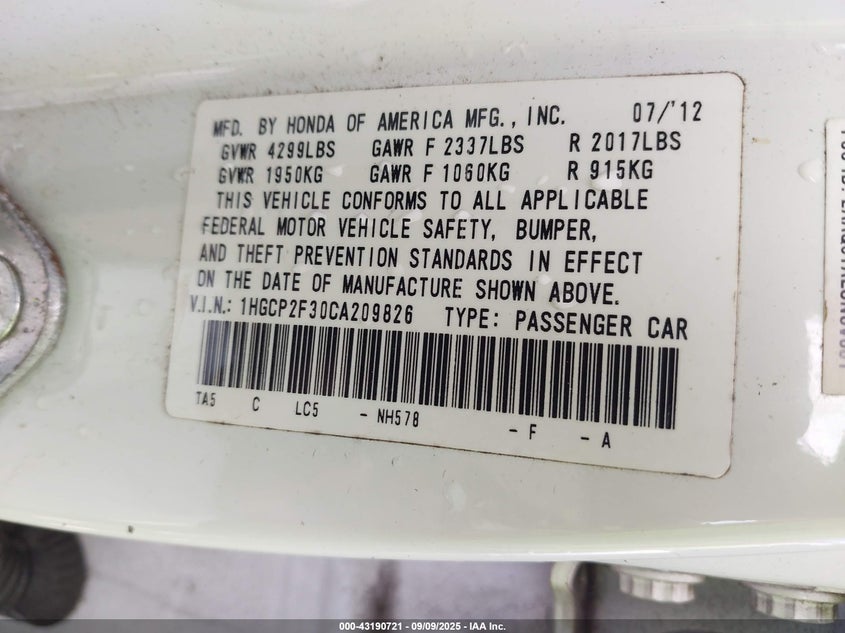 MFD. BY HONDA OF AMERICA MFG., INC. 07/'12
GVWR 4299LBS GAWR F 2337LBS R 2017LBS
GVWR 1950KG GAWR F 1060KG R 915KG
THIS VEHICLE CONFORMS TO ALL APPLICABLE
FEDERAL MOTOR VEHICLE SAFETY, BUMPER,
AND THEFT PREVENTION STANDARDS IN EFFECT
ON THE DATE OF MANUFACTURE SHOWN ABOVE.
V.I.N.: 1HGCP2F30CA209826 TYPE: PASSENGER CAR
TA5 C LC5 - NH578 - F - A
000-43190721 | 09/09/2025 - IAA Inc.